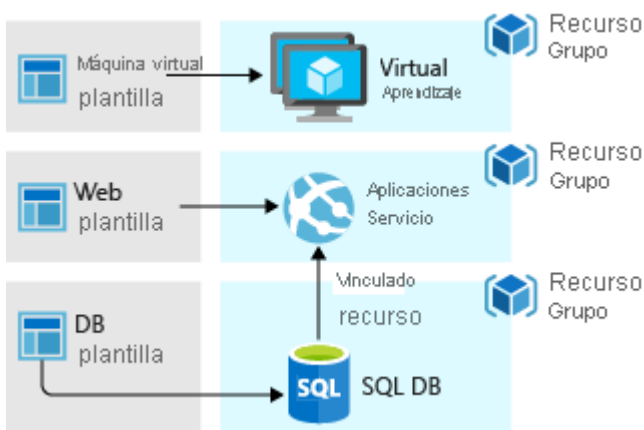 Máquina virtual
plantilla
Virtual
Aprendizaje
Recurso
Grupo
Web
plantilla
Aplicaciones
Servicio
Recurso
Grupo
Vinculado
recurso
Recurso
Grupo
DB
plantilla
SQL
SQL DB